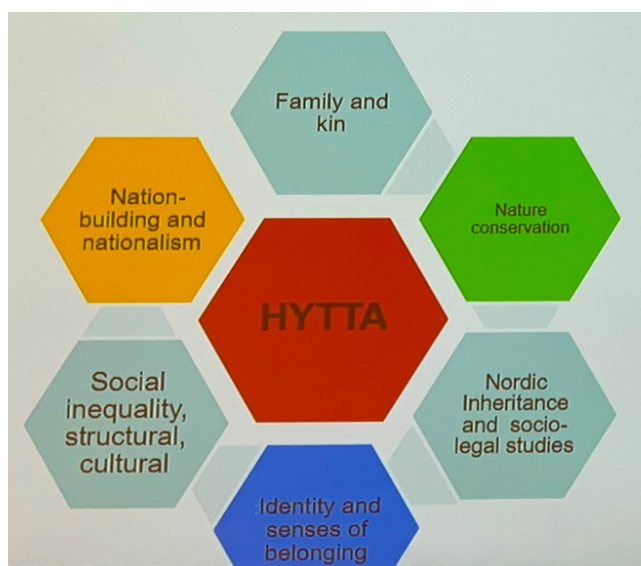 Family and
kin
Nation-
building and
nationalism
Nature
conservation
HYTTA
Social
inequality,
structural,
cultural
Nordic
Inheritance
and socio-
legal studies
Identity and
senses of
belonging